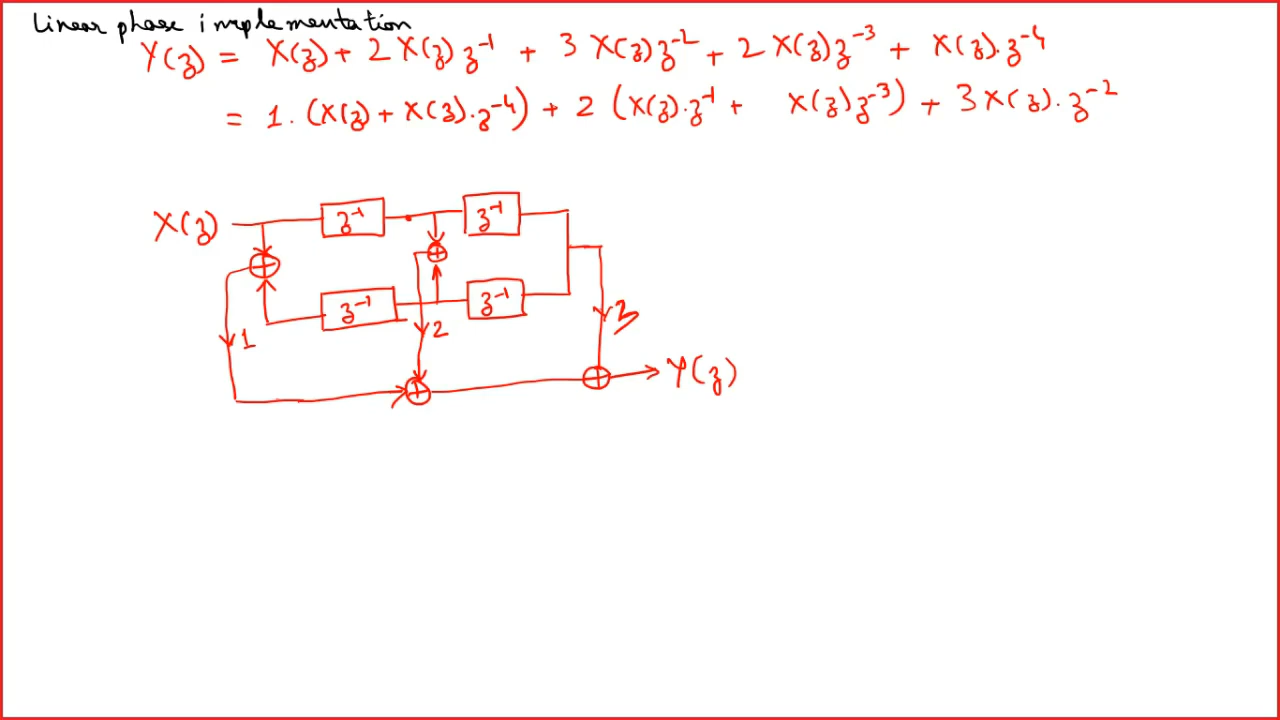 Linear phase implementation
Y(z) = X(z) + 2 X(z) z⁻¹ + 3 X(z) z⁻² + 2 X(z) z⁻³ + X(z).z⁻⁴
= 1. (X(z) + X(z).z⁻⁴) + 2 (X(z).z⁻¹ + X(z) z⁻³) + 3 X(z). z⁻²
X(z) z⁻¹ z⁻¹
z⁻¹ z⁻¹
1 2 3
Y(z)